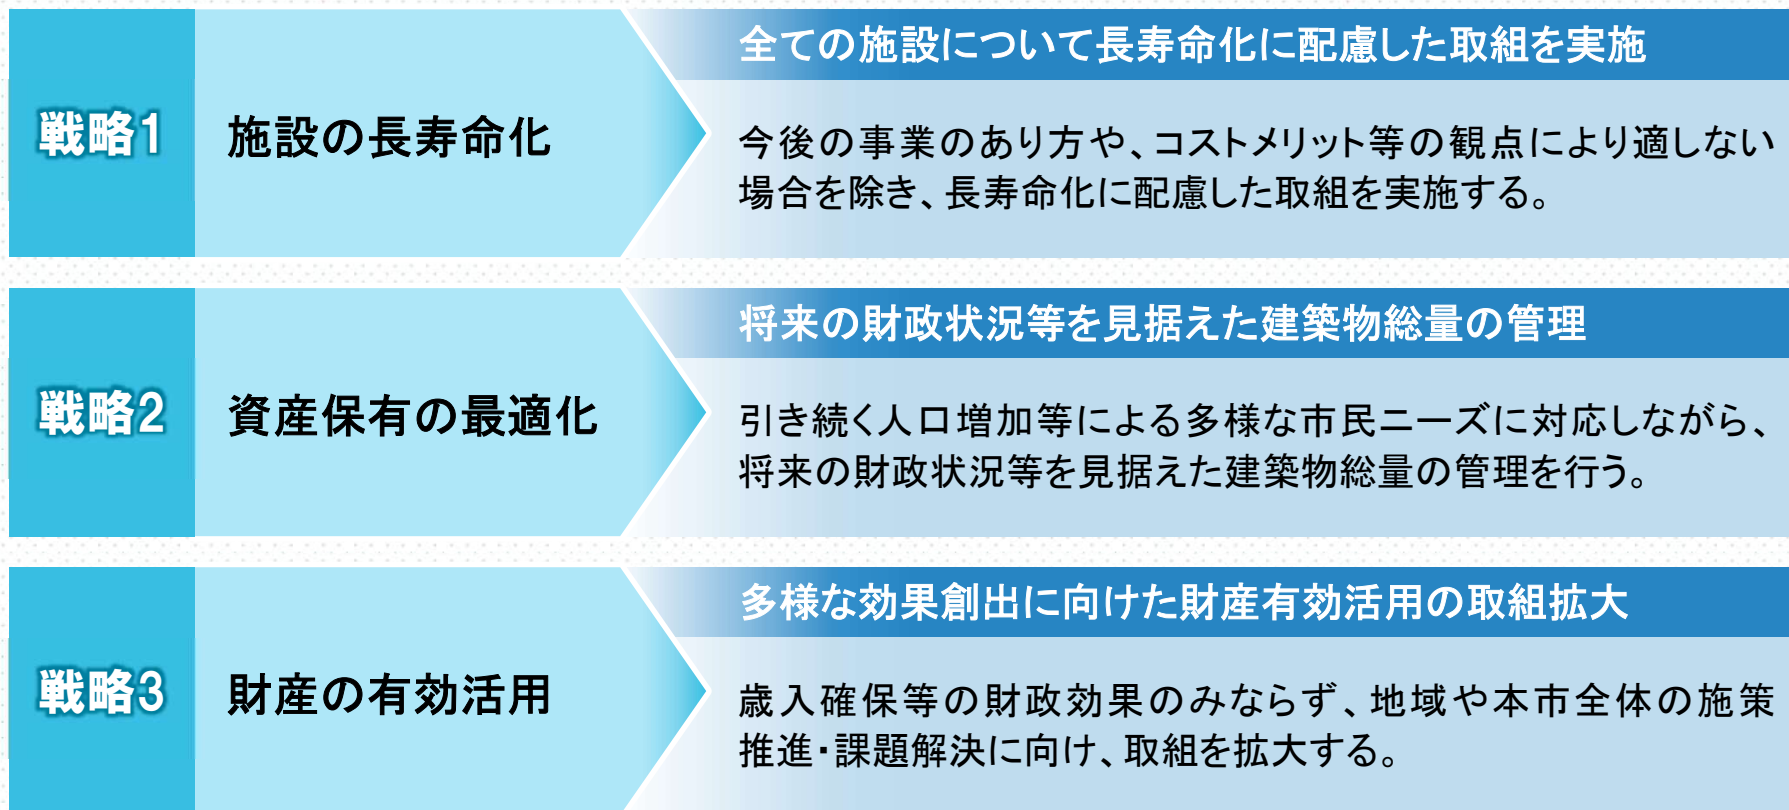 戦略1
施設の長寿命化
全ての施設について長寿命化に配慮した取組を実施
今後の事業のあり方や、コストメリット等の観点により適しない
場合を除き、長寿命化に配慮した取組を実施する。
戦略2
資産保有の最適化
将来の財政状況等を見据えた建築物総量の管理
引き続く人口増加等による多様な市民ニーズに対応しながら、
将来の財政状況等を見据えた建築物総量の管理を行う。
戦略3
財産の有効活用
多様な効果創出に向けた財産有効活用の取組拡大
歳入確保等の財政効果のみならず、地域や本市全体の施策
推進・課題解決に向け、取組を拡大する。